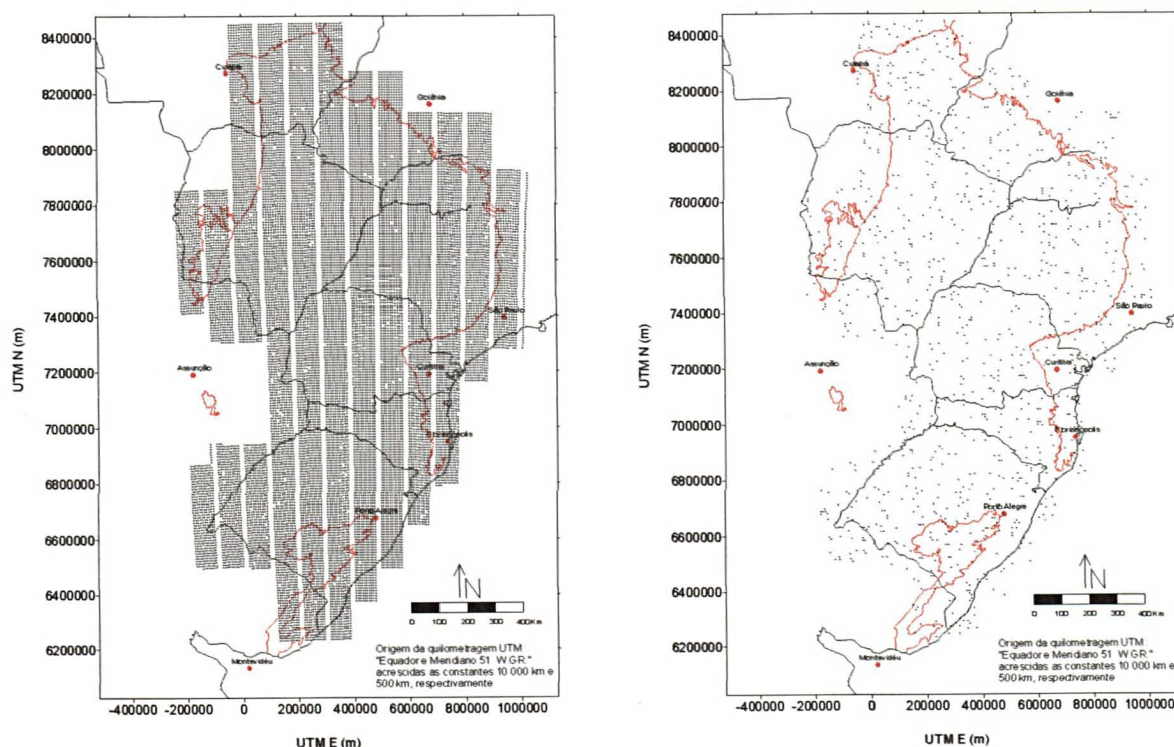 8400000
8200000
8000000
7800000
7600000
7400000
7200000
7000000
6800000
6600000
6400000
6200000
UTM N (m)
Cuiabá
Goiânia
São Paulo
Assunção
Curitiba
Florianópolis
Porto Alegre
Montevidéu
N
0 100 200 300 400 Km
Origem da quilometragem UTM:
"Equador e Meridiano 51 W.GR."
acrescidas as constantes 10 000 km e
500 km, respectivamente
-400000 -200000 0 200000 400000 600000 800000 1000000
UTM E (m)
8400000
8200000
8000000
7800000
7600000
7400000
7200000
7000000
6800000
6600000
6400000
6200000
UTM N (m)
Cuiabá
Goiânia
São Paulo
Assunção
Curitiba
Florianópolis
Porto Alegre
Montevidéu
N
0 100 200 300 400 Km
Origem da quilometragem UTM:
"Equador e Meridiano 51 W.GR."
acrescidas as constantes 10 000 km e
500 km, respectivamente
-400000 -200000 0 200000 400000 600000 800000 1000000
UTM E (m)